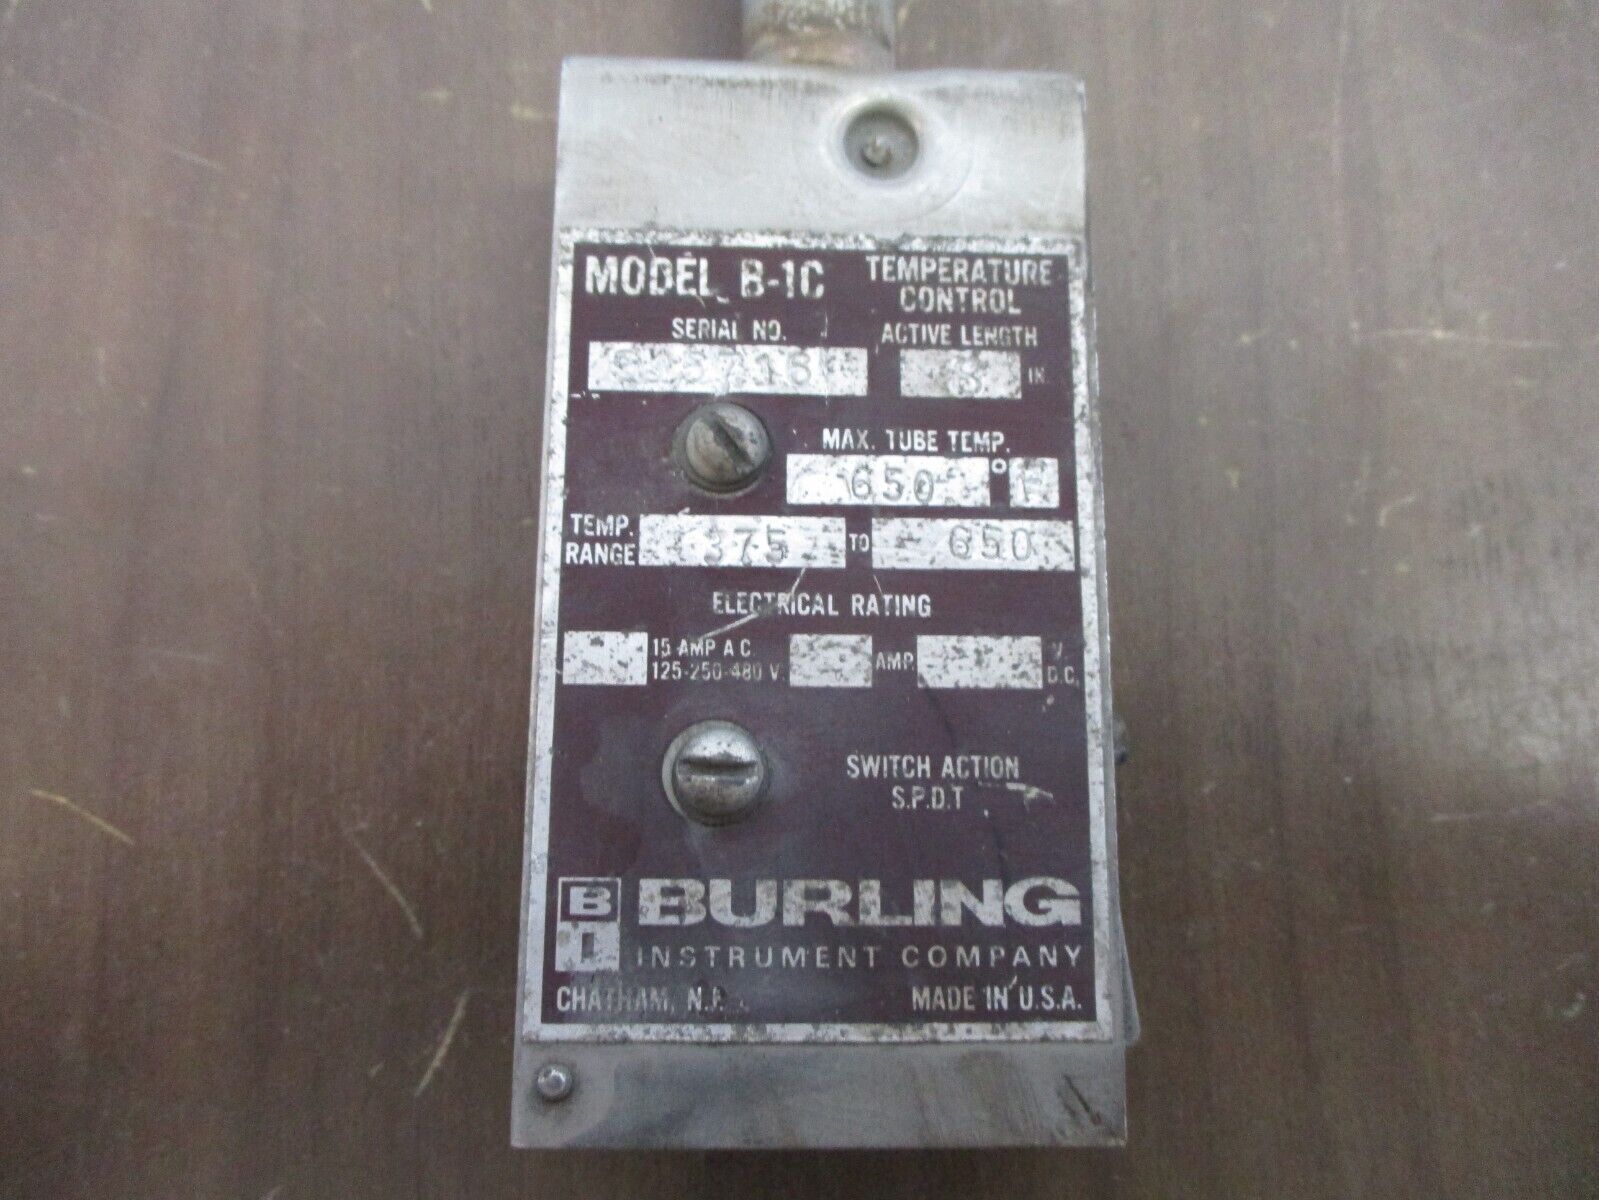 MODEL B-1C
TEMPERATURE
CONTROL
SERIAL NO.
ACTIVE LENGTH
IN.
MAX. TUBE TEMP.
650 ° F
TEMP.
RANGE
375 TO 650
ELECTRICAL RATING
15 AMP A C
125-250-480 V.
AMP.
V.
D.C.
SWITCH ACTION
S.P.D.T
B
I
BURLING
INSTRUMENT COMPANY
CHATHAM,
MADE IN U.S.A.